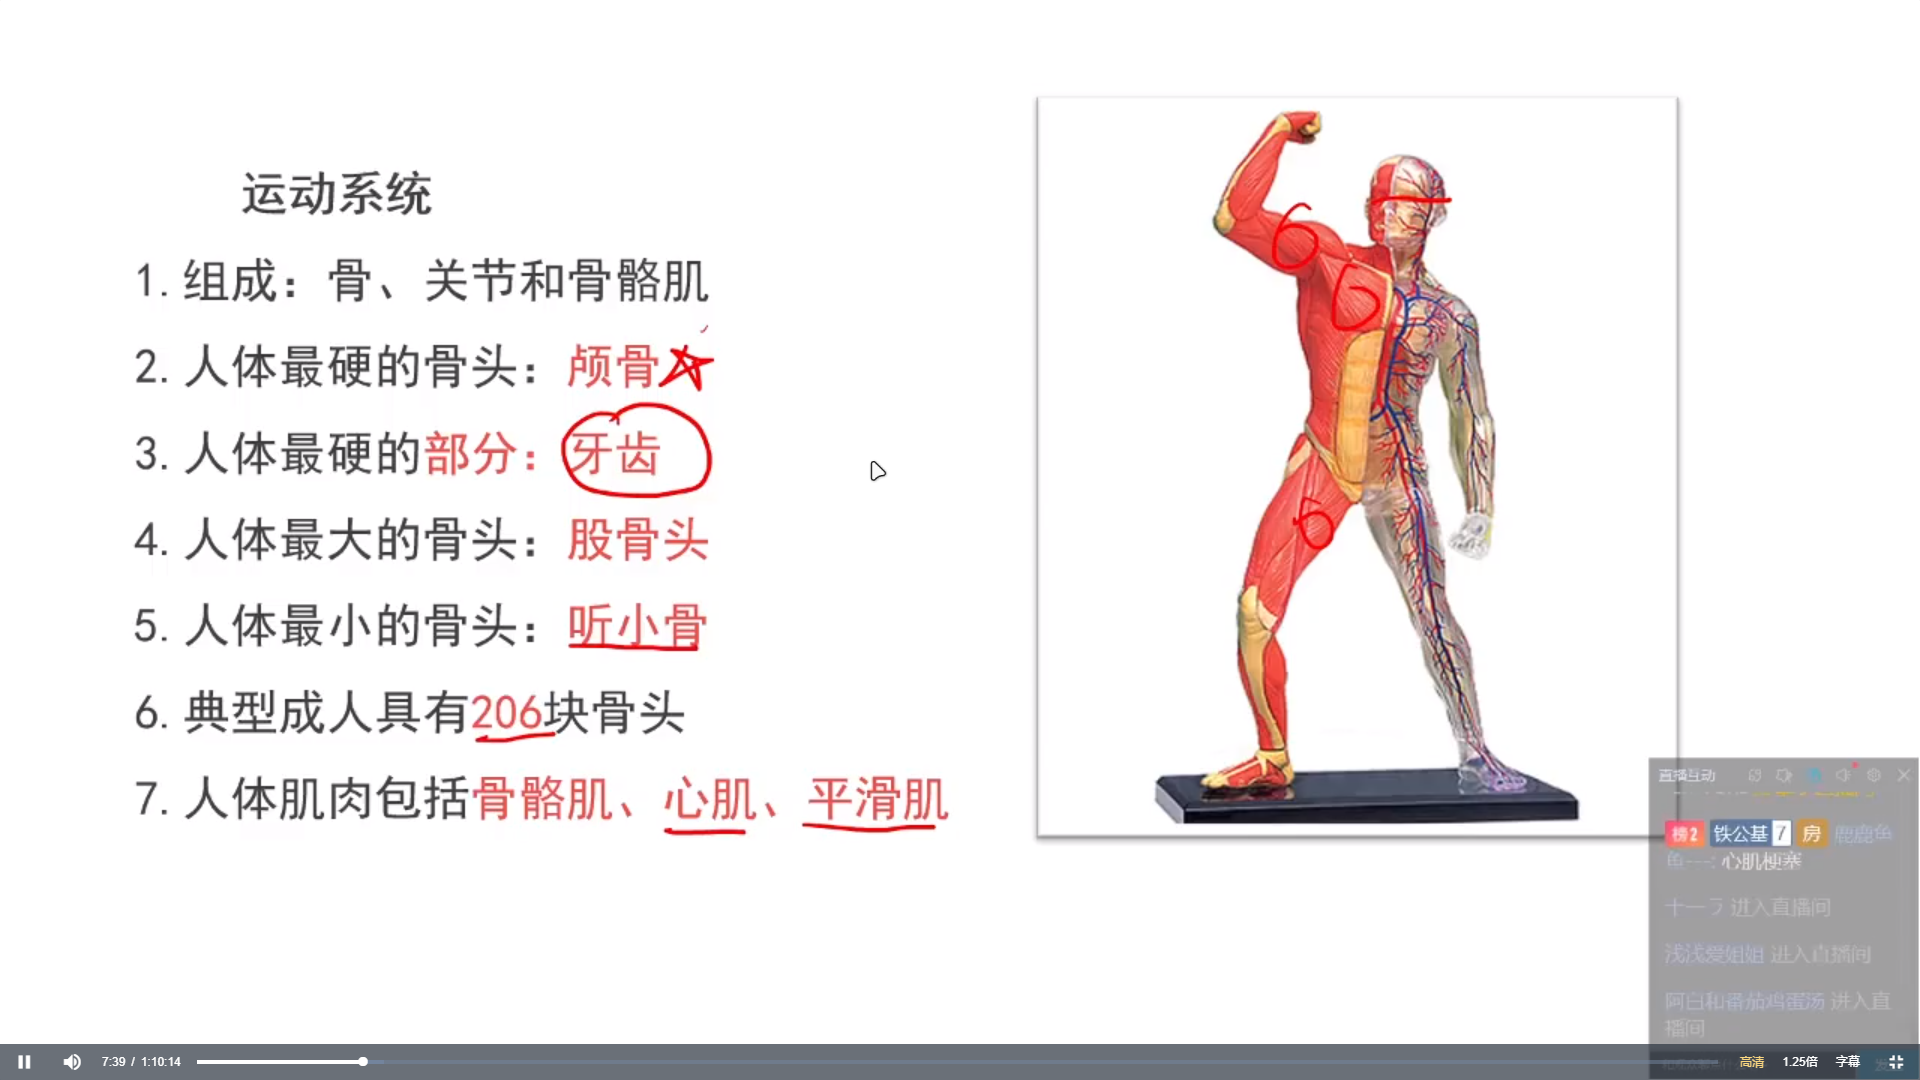 运动系统
1. 组成：骨、关节和骨骼肌
2. 人体最硬的骨头：颅骨
3. 人体最硬的部分：牙齿
4. 人体最大的骨头：股骨头
5. 人体最小的骨头：听小骨
6. 典型成人具有206块骨头
7. 人体肌肉包括骨骼肌、心肌、平滑肌
6
6
直播互动
榜2 铁公基 7 房 鹿鹿鱼
鱼---: 心肌梗塞
进入直播间
浅浅爱姐姐 进入直播间
阿白和番茄鸡蛋汤 进入直
播间
7:39 / 1:10:14
高清 1.25倍 字幕